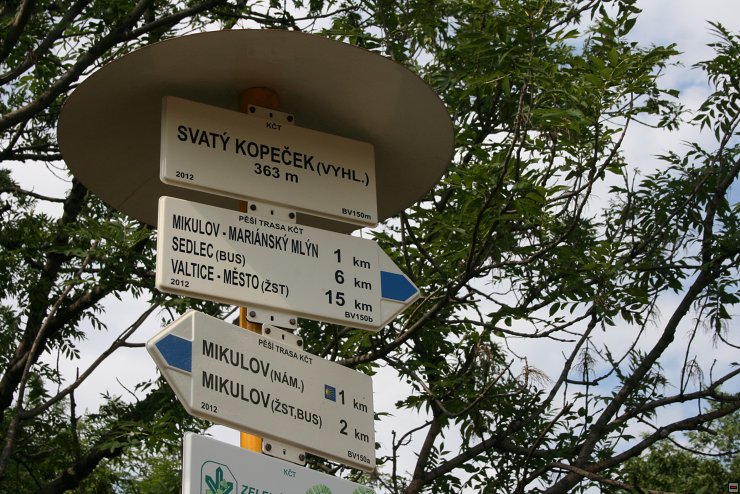 KČT
SVATÝ KOPEČEK (VYHL.)
363 m
2012 BV150m
PĚŠÍ TRASA KČT
MIKULOV - MARIÁNSKÝ MLÝN 1 km
SEDLEC (BUS) 6 km
VALTICE - MĚSTO (ŽST) 15 km
2012 BV150b
PĚŠÍ TRASA KČT
MIKULOV (NÁM.) 1 km
MIKULOV (ŽST, BUS) 2 km
2012 BV150a
KČT